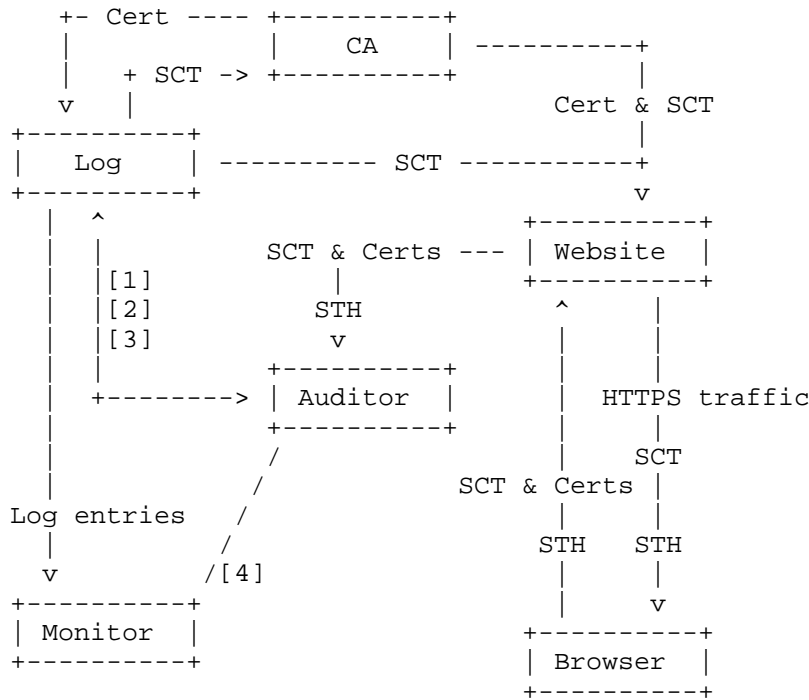 +- Cert ---- +----------+
| | CA | ----------+
| + SCT -> +----------+ |
v | Cert & SCT
+----------+ |
| Log | ---------- SCT ----------+
+----------+ v
| ^ +----------+
| | SCT & Certs --- | Website |
| |[1] | +----------+
| |[2] STH ^ |
| |[3] v | |
| | +----------+ | |
| +--------> | Auditor | | HTTPS traffic
| +----------+ | |
| / | SCT
| / SCT & Certs |
Log entries / | |
| / STH STH
v /[4] | |
+----------+ | v
| Monitor | +----------+
+----------+ | Browser |
+----------+